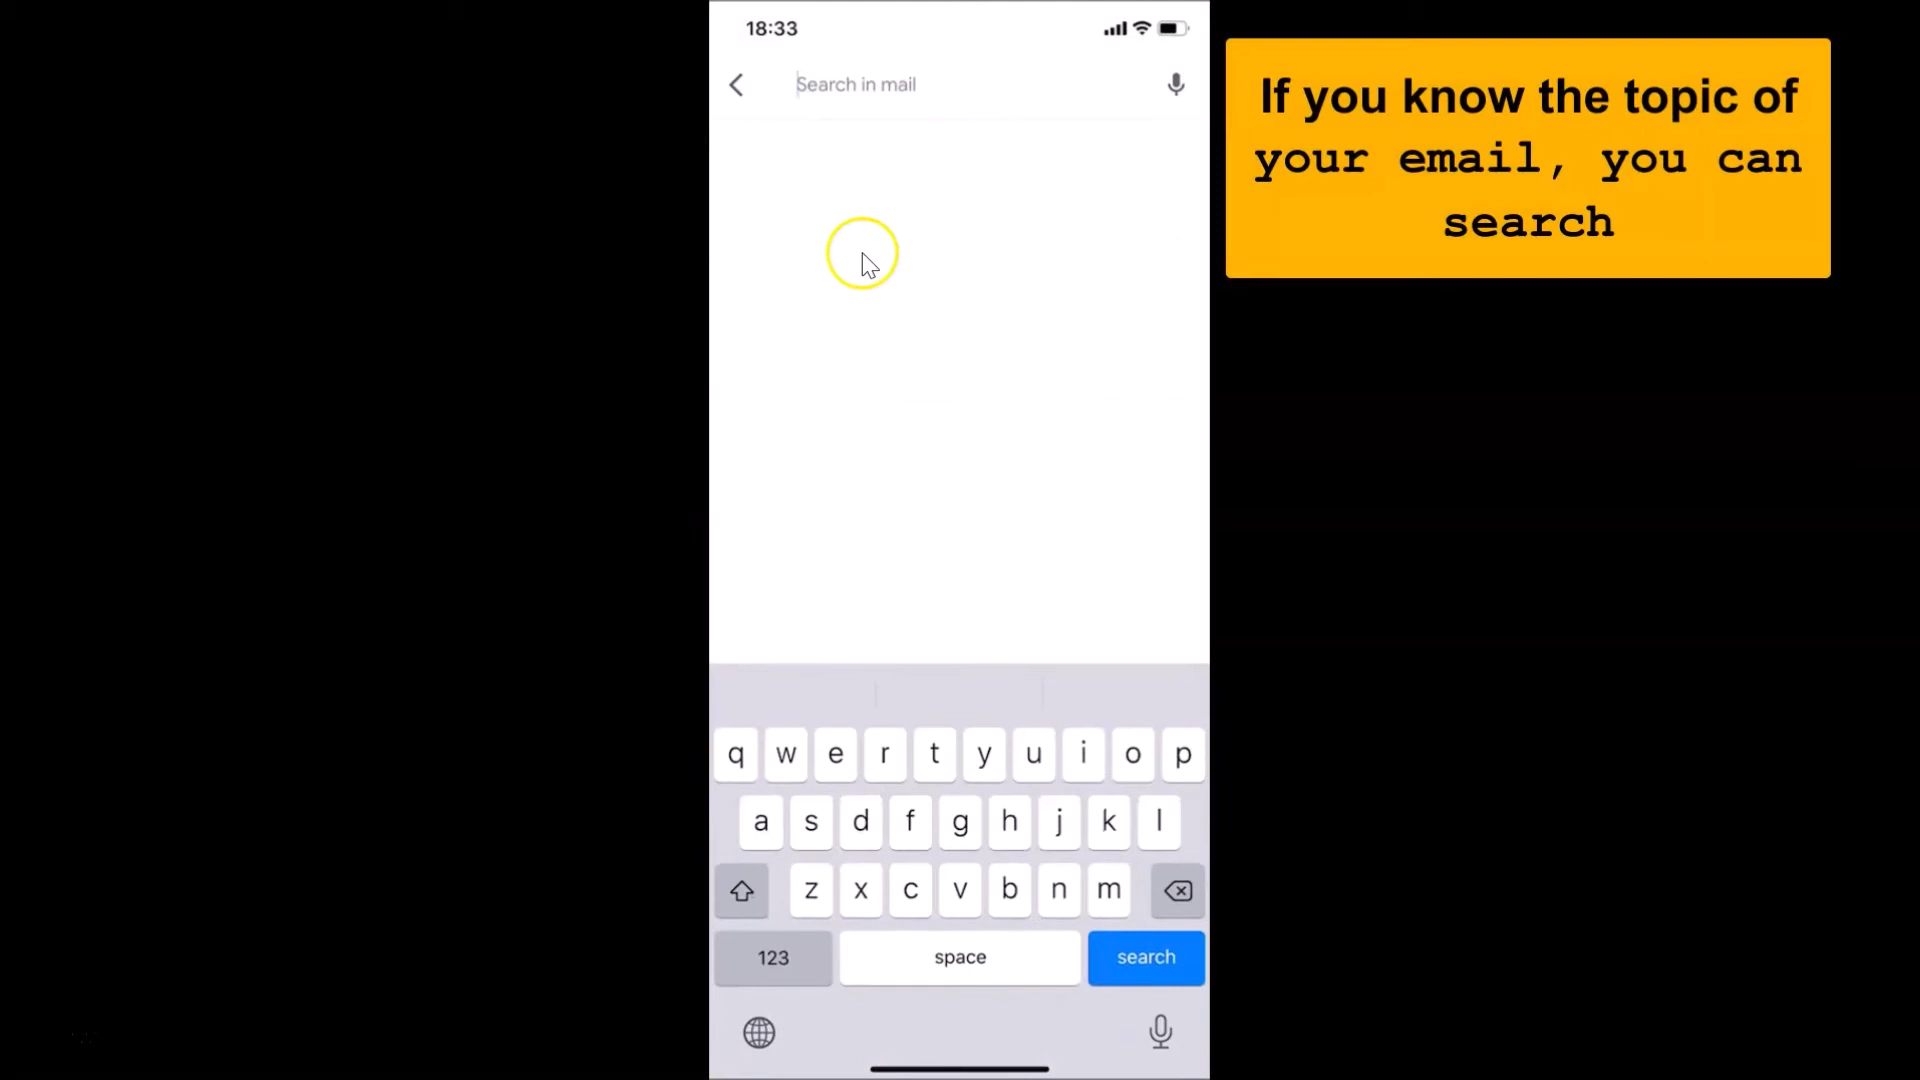 18:33
Search in mail
If you know the topic of
your email, you can
search
q w e r t y u i o p
a s d f g h j k l
z x c v b n m
123 space search